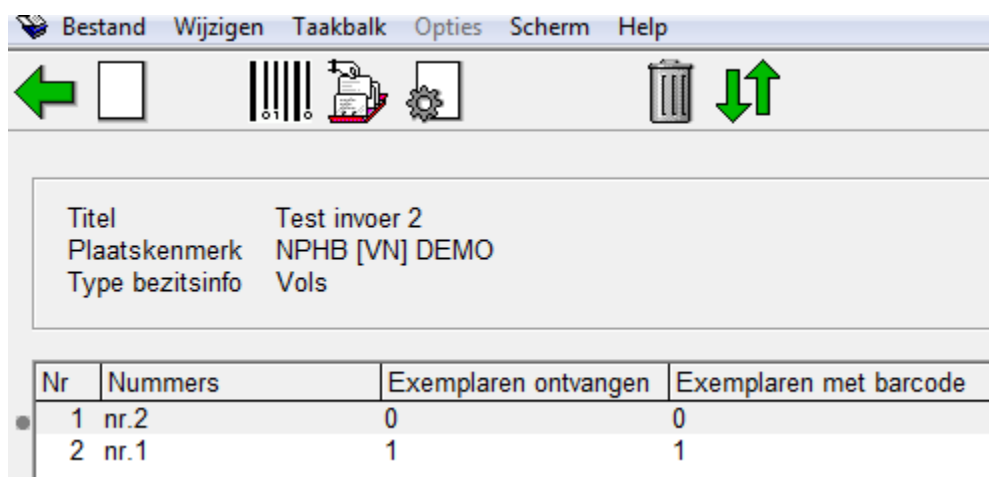 Bestand Wijzigen Taakbalk Opties Scherm Help
Titel Test invoer 2
Plaatskenmerk NPHB [VN] DEMO
Type bezitsinfo Vols
Nr Nummers Exemplaren ontvangen Exemplaren met barcode
1 nr.2 0 0
2 nr.1 1 1